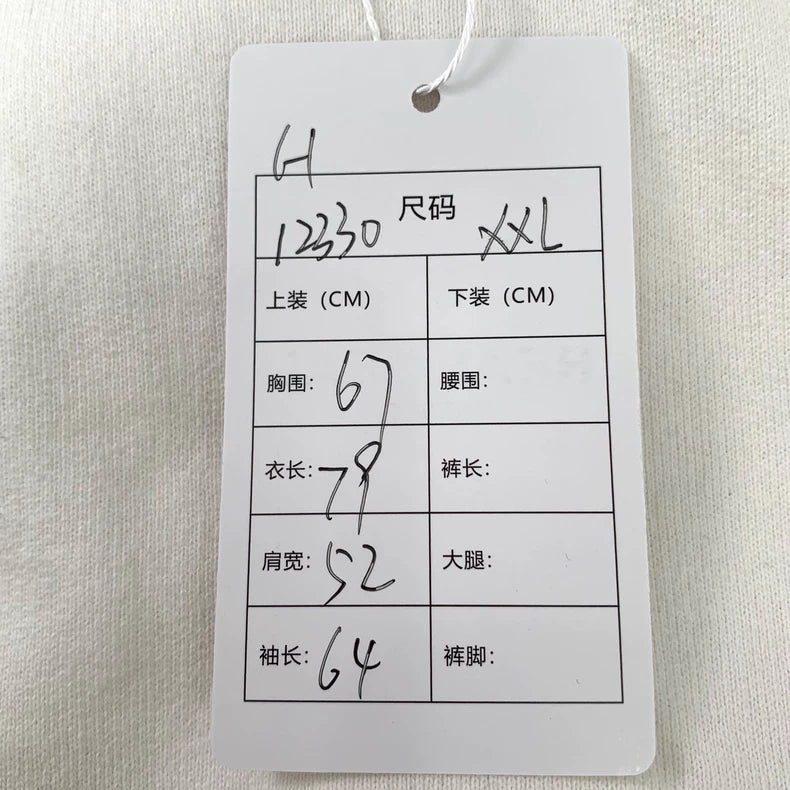 H
尺码
12330 XXL
上装（CM） 下装（CM）
胸围：67 腰围：
衣长：79 裤长：
肩宽：52 大腿：
袖长：64 裤脚：